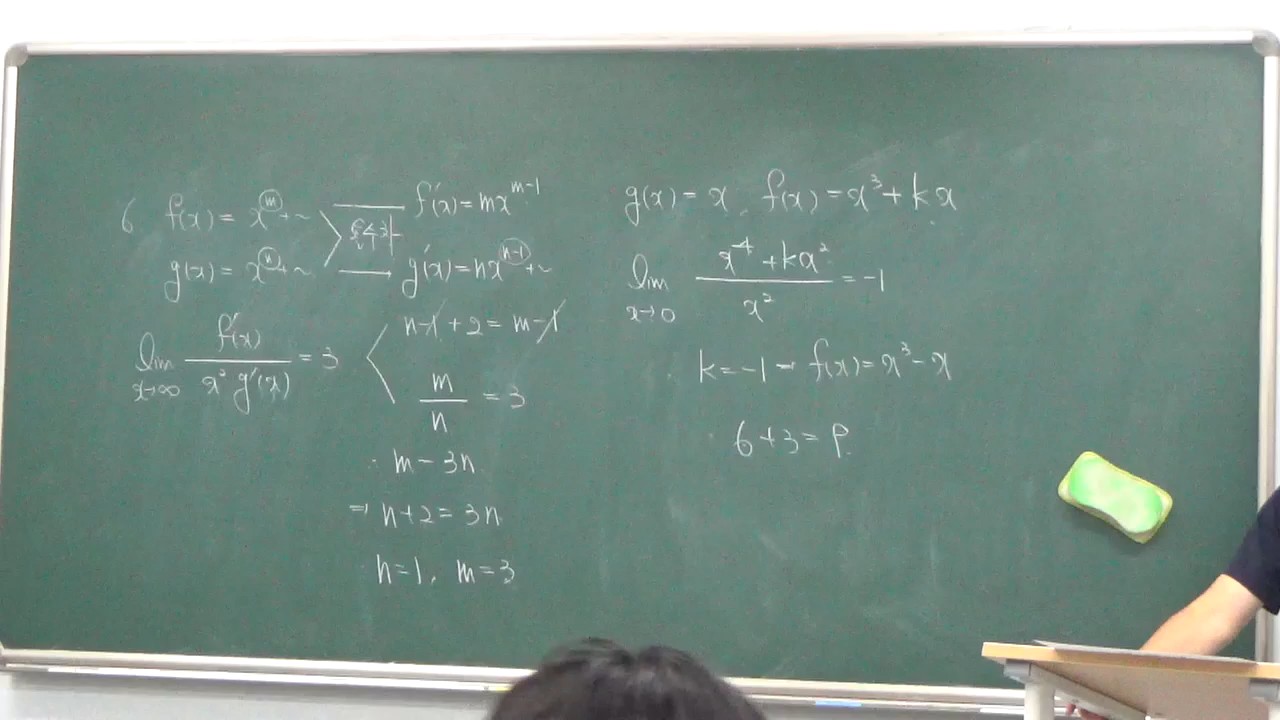 6 f(x) = x^m + ~ f'(x) = mx^{m-1}
g(x) = x^n + ~ g'(x) = nx^{n-1} + ~
lim x→∞ f'(x) / x² g'(x) = 3
n-1 + 2 = m-1
m / n = 3
m = 3n
⇒ n+2 = 3n
n=1, m=3
g(x) = x, f(x) = x³ + kx
lim x→0 x⁴ + kx² / x² = -1
k = -1 → f(x) = x³ - x
6+3 = 9